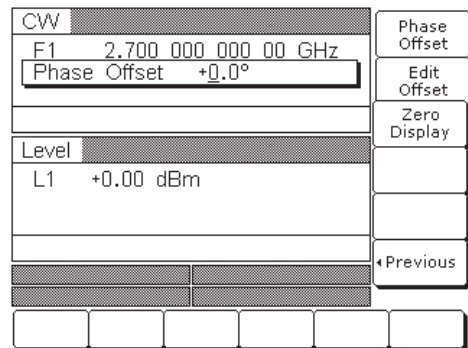 CW
F1 2.700 000 000 00 GHz
Phase Offset +0.0°
Level
L1 +0.00 dBm
Phase Offset
Edit Offset
Zero Display
Previous